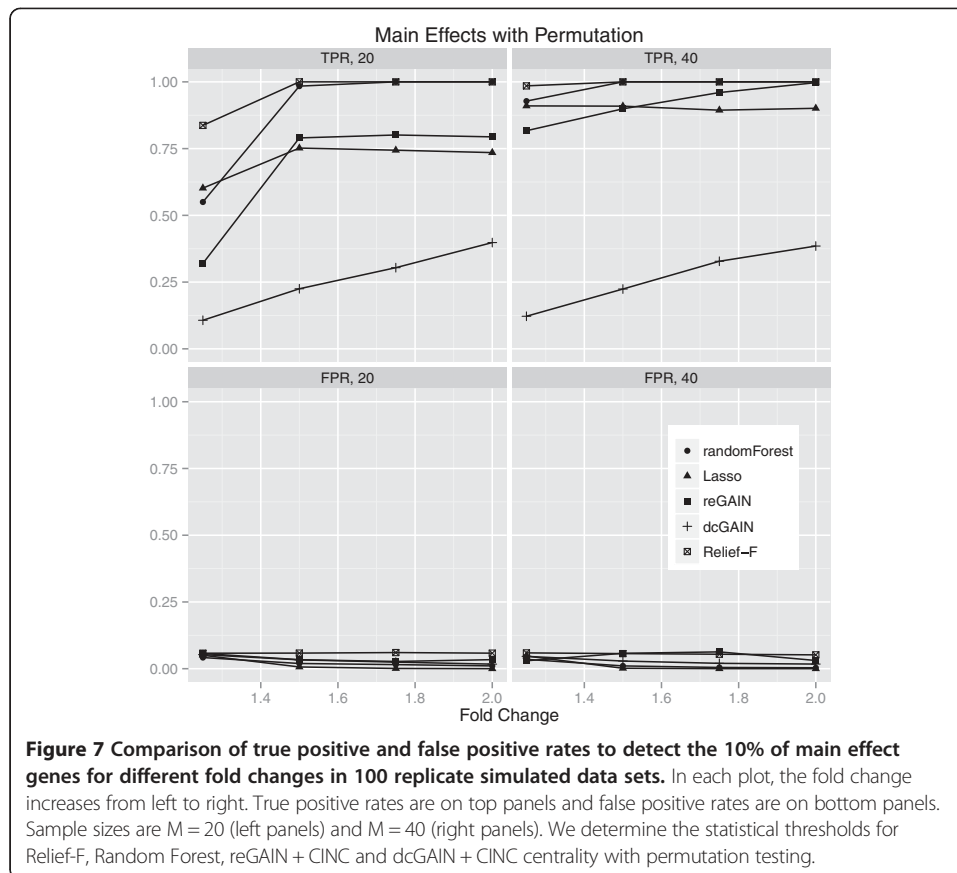 Main Effects with Permutation
TPR, 20
TPR, 40
1.00
0.75
0.50
0.25
0.00
FPR, 20
FPR, 40
1.00
0.75
0.50
0.25
0.00
randomForest
Lasso
reGAIN
dcGAIN
Relief−F
1.4
1.6
1.8
2.0
1.4
1.6
1.8
2.0
Fold Change
Figure 7 Comparison of true positive and false positive rates to detect the 10% of main effect
genes for different fold changes in 100 replicate simulated data sets. In each plot, the fold change
increases from left to right. True positive rates are on top panels and false positive rates are on bottom panels.
Sample sizes are M = 20 (left panels) and M = 40 (right panels). We determine the statistical thresholds for
Relief-F, Random Forest, reGAIN + CINC and dcGAIN + CINC centrality with permutation testing.